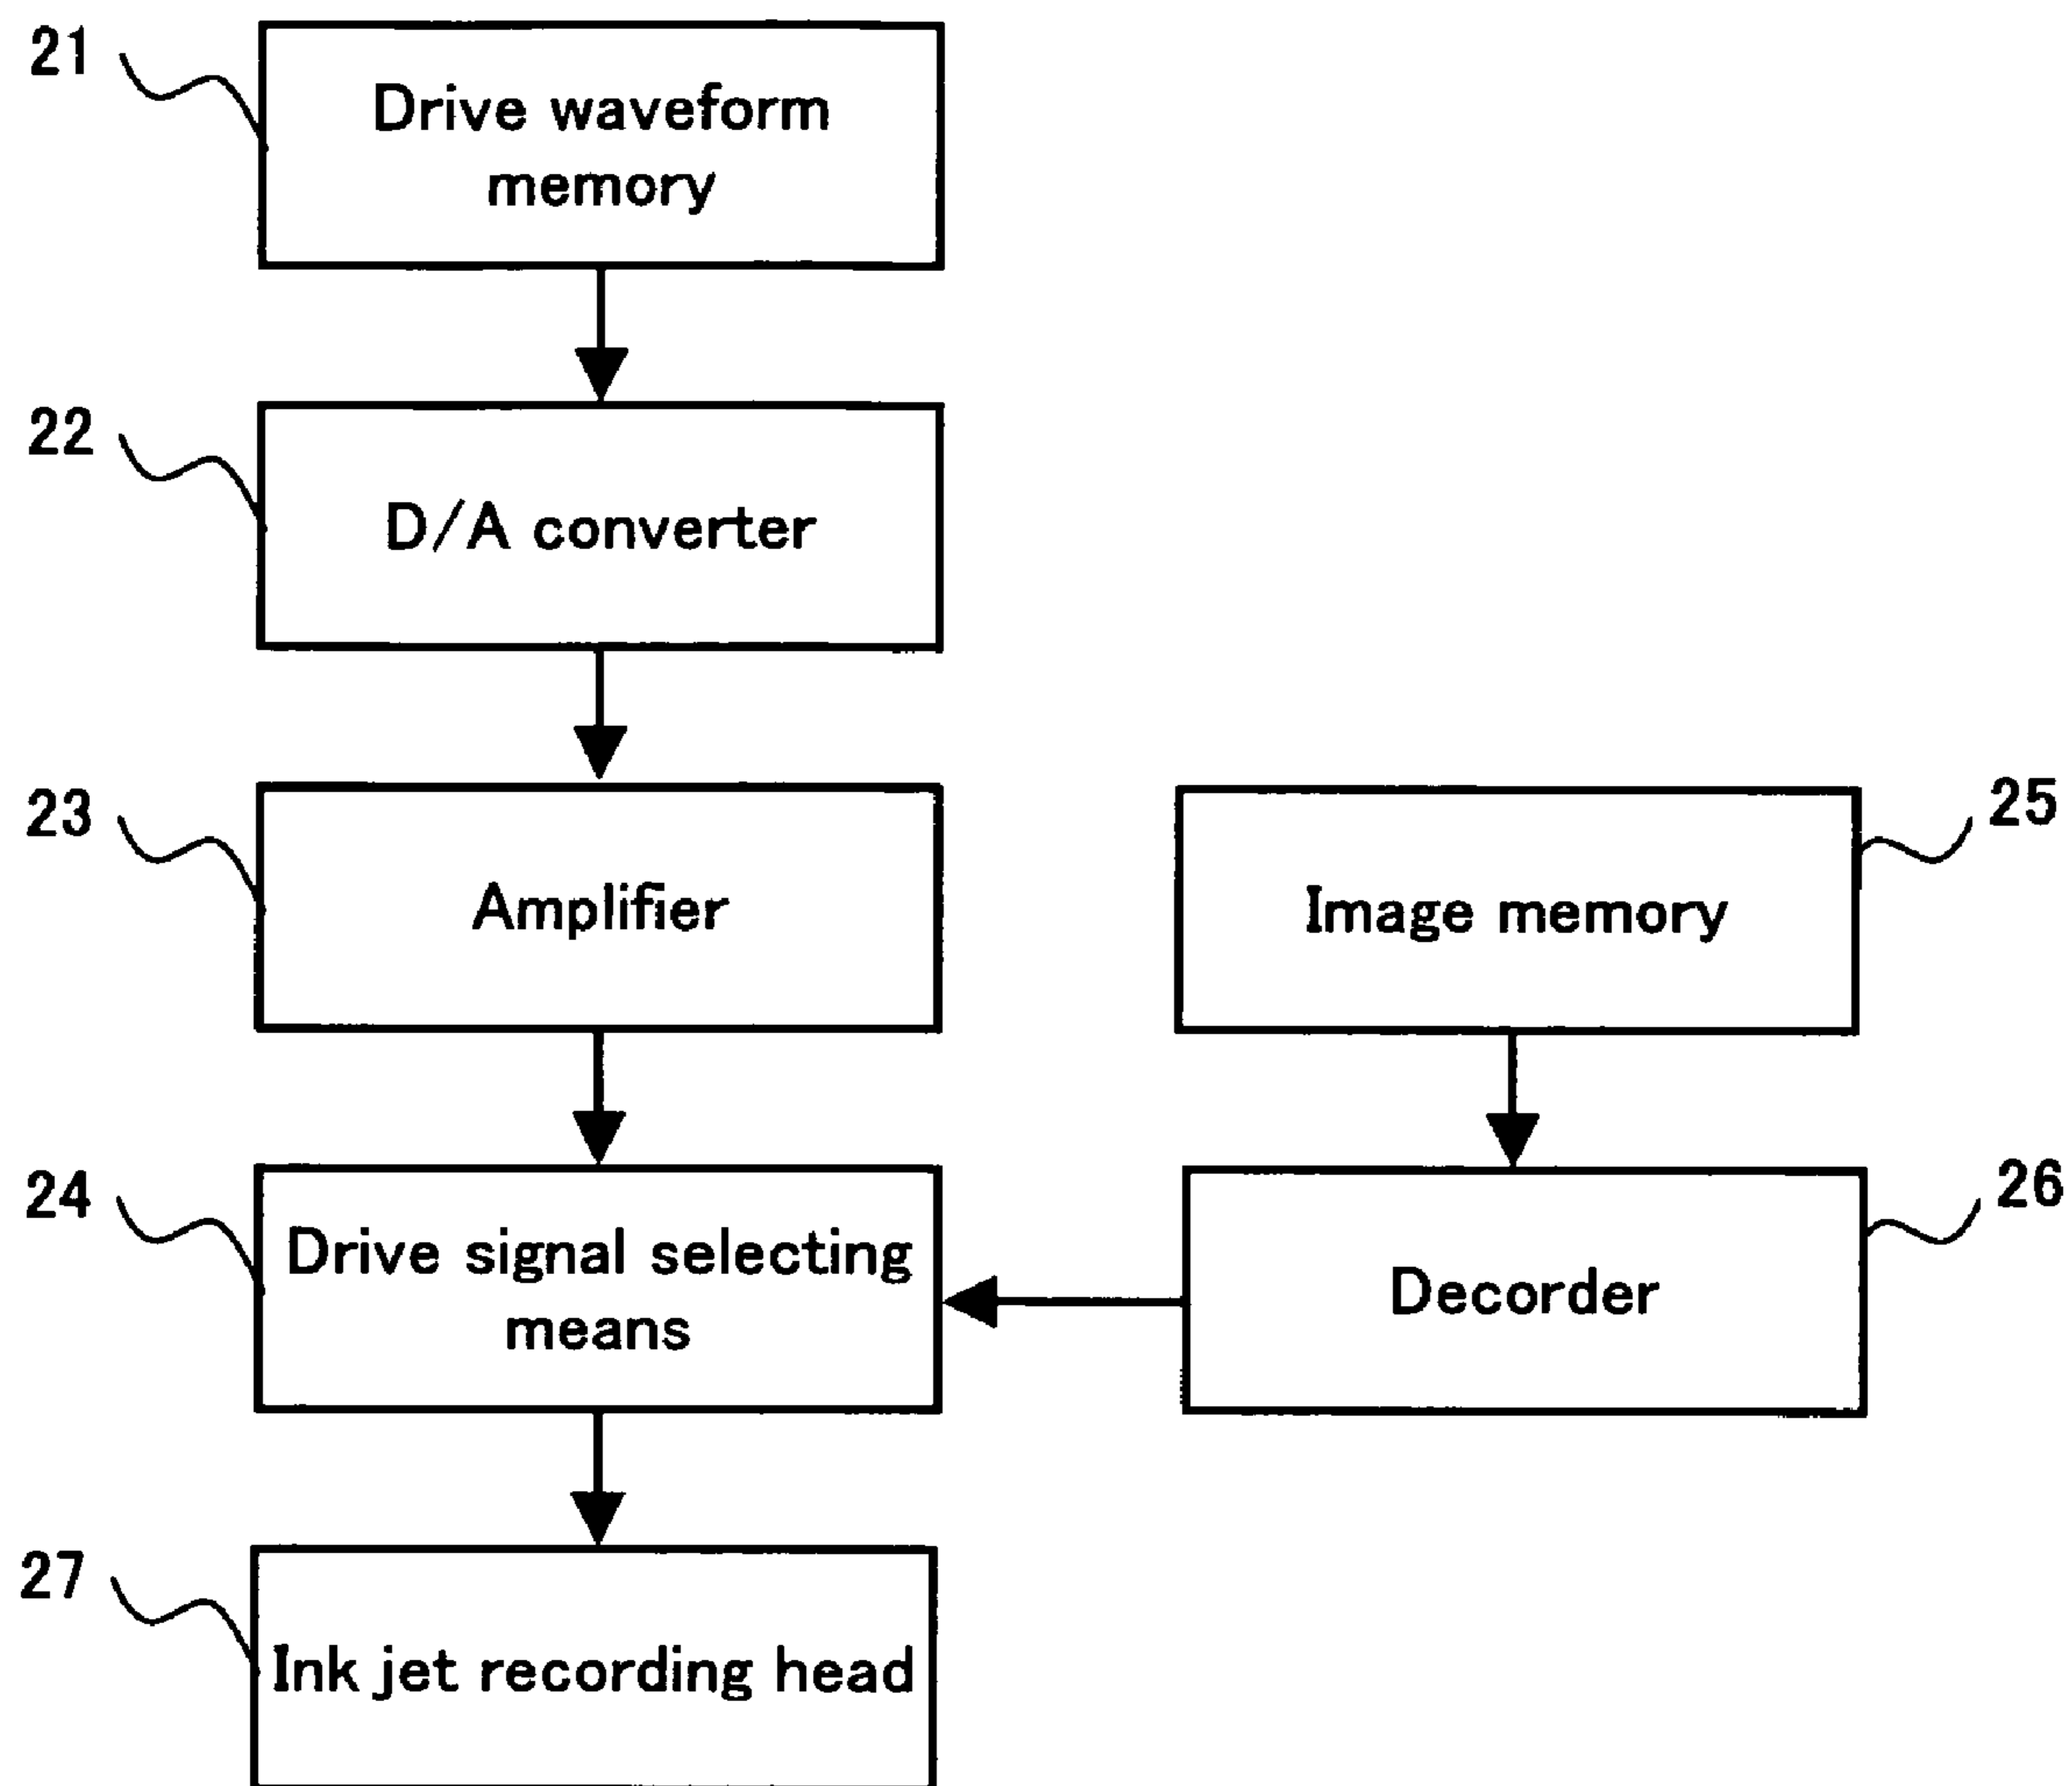 21
Drive waveform
memory
22
D/A converter
23
Amplifier
25
Image memory
24
Drive signal selecting
means
26
Decorder
27
Ink jet recording head